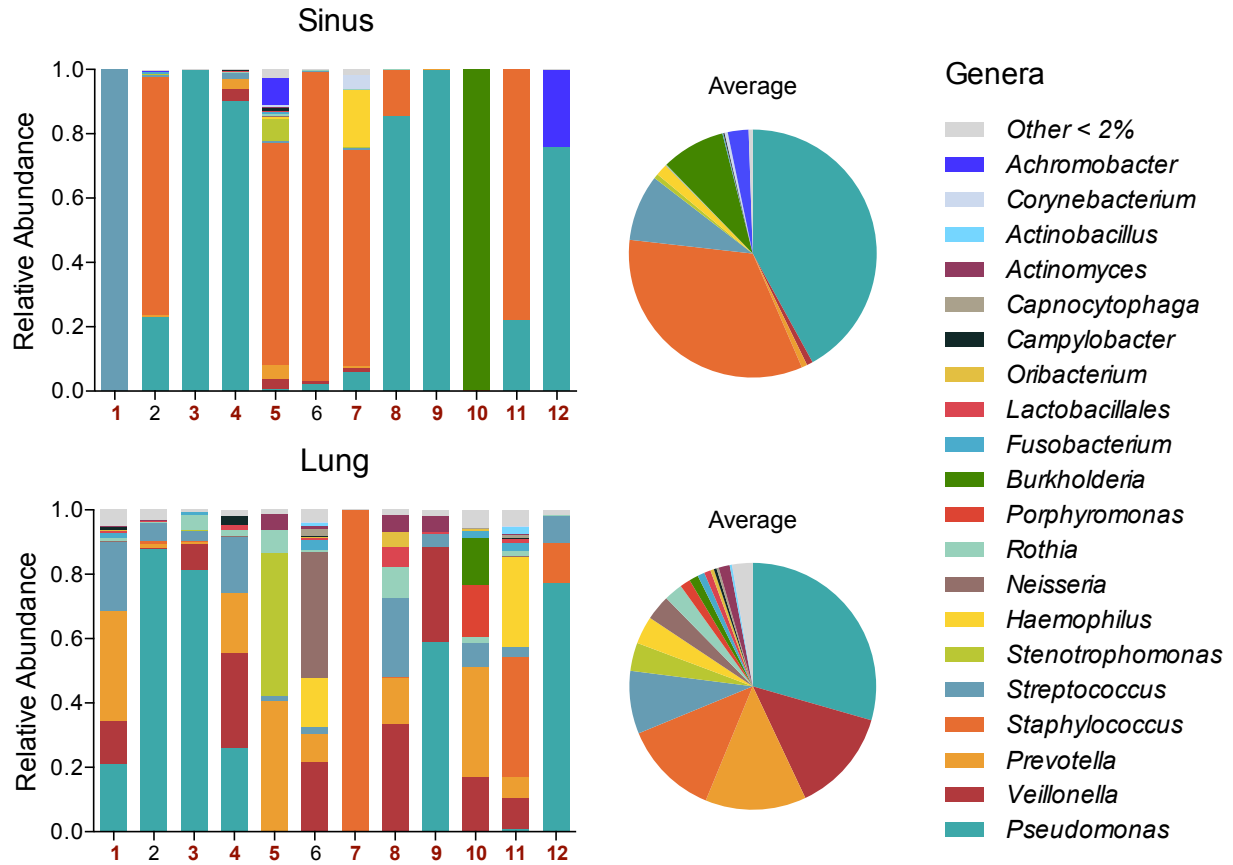 Sinus
Relative Abundance
1.0
0.8
0.6
0.4
0.2
0.0
1 2 3 4 5 6 7 8 9 10 11 12
Average
Lung
Relative Abundance
1.0
0.8
0.6
0.4
0.2
0.0
1 2 3 4 5 6 7 8 9 10 11 12
Average
Genera
Other < 2%
Achromobacter
Corynebacterium
Actinobacillus
Actinomyces
Capnocytophaga
Campylobacter
Oribacterium
Lactobacillales
Fusobacterium
Burkholderia
Porphyromonas
Rothia
Neisseria
Haemophilus
Stenotrophomonas
Streptococcus
Staphylococcus
Prevotella
Veillonella
Pseudomonas